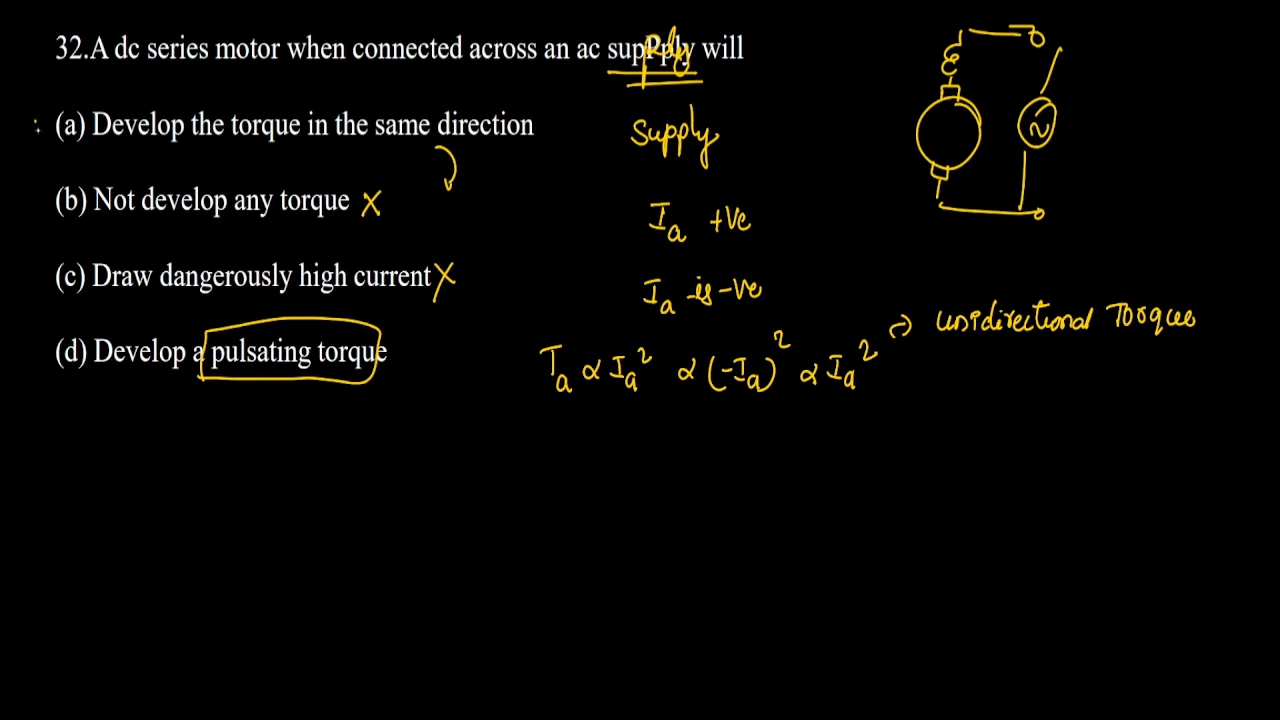 32.A dc series motor when connected across an ac suppply will
(a) Develop the torque in the same direction
supply
(b) Not develop any torque X
Ia +ve
(c) Draw dangerously high current X
Ia is -ve
unidirectional Torque
(d) Develop a pulsating torque
Ta ∝ Ia² ∝ (-Ia)² ∝ Ia²